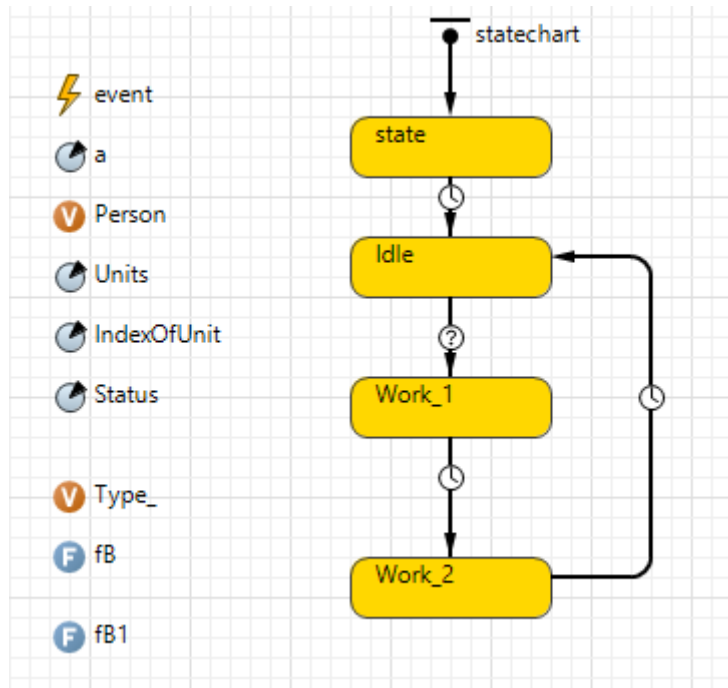 statechart
event
state
a
Person
Idle
Units
IndexOfUnit
?
Status
Work_1
V
Type_
F
fB
Work_2
F
fB1
V